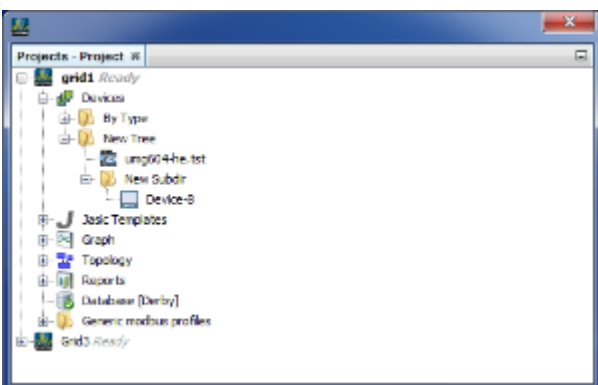 Projects - Project
grid1 Ready
Devices
By Type
New Tree
umg604-he.tst
New Subdir
Device-B
Jasic Templates
Graph
Topology
Reports
Database [Derby]
Generic modbus profiles
Grid3 Ready